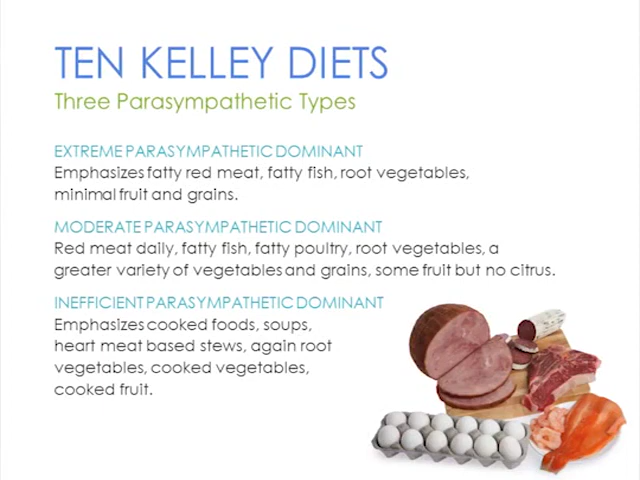 TEN KELLEY DIETS
Three Parasympathetic Types
EXTREME PARASYMPATHETIC DOMINANT
Emphasizes fatty red meat, fatty fish, root vegetables,
minimal fruit and grains.
MODERATE PARASYMPATHETIC DOMINANT
Red meat daily, fatty fish, fatty poultry, root vegetables, a
greater variety of vegetables and grains, some fruit but no citrus.
INEFFICIENT PARASYMPATHETIC DOMINANT
Emphasizes cooked foods, soups,
heart meat based stews, again root
vegetables, cooked vegetables,
cooked fruit.